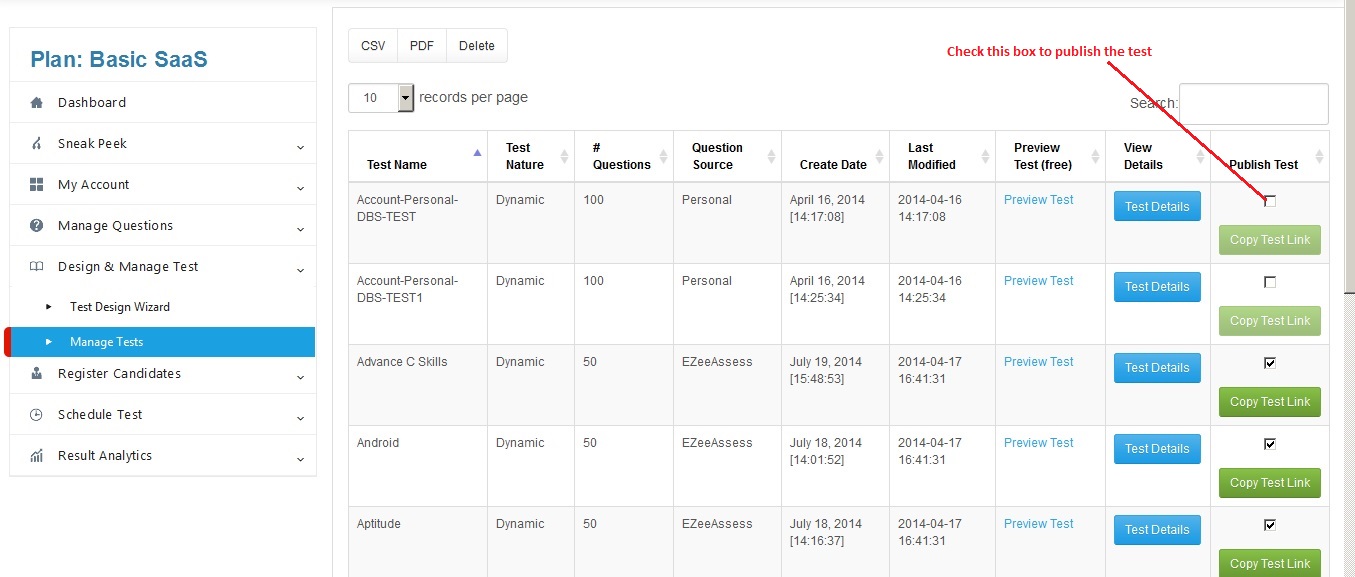 Plan: Basic SaaS
Dashboard
Sneak Peek
My Account
Manage Questions
Design & Manage Test
Test Design Wizard
Manage Tests
Register Candidates
Schedule Test
Result Analytics
CSV PDF Delete
Check this box to publish the test
10 records per page
Search:
Test Name
Test
Nature
#
Questions
Question
Source
Create Date
Last
Modified
Preview
Test (free)
View
Details
Publish Test
Account-Personal-
DBS-TEST
Dynamic
100
Personal
April 16, 2014
[14:17:08]
2014-04-16
14:17:08
Preview Test
Test Details
Copy Test Link
Account-Personal-
DBS-TEST1
Dynamic
100
Personal
April 16, 2014
[14:25:34]
2014-04-16
14:25:34
Preview Test
Test Details
Copy Test Link
Advance C Skills
Dynamic
50
EZeeAssess
July 19, 2014
[15:48:53]
2014-04-17
16:41:31
Preview Test
Test Details
Copy Test Link
Android
Dynamic
50
EZeeAssess
July 18, 2014
[14:01:52]
2014-04-17
16:41:31
Preview Test
Test Details
Copy Test Link
Aptitude
Dynamic
50
EZeeAssess
July 18, 2014
[14:16:37]
2014-04-17
16:41:31
Preview Test
Test Details
Copy Test Link